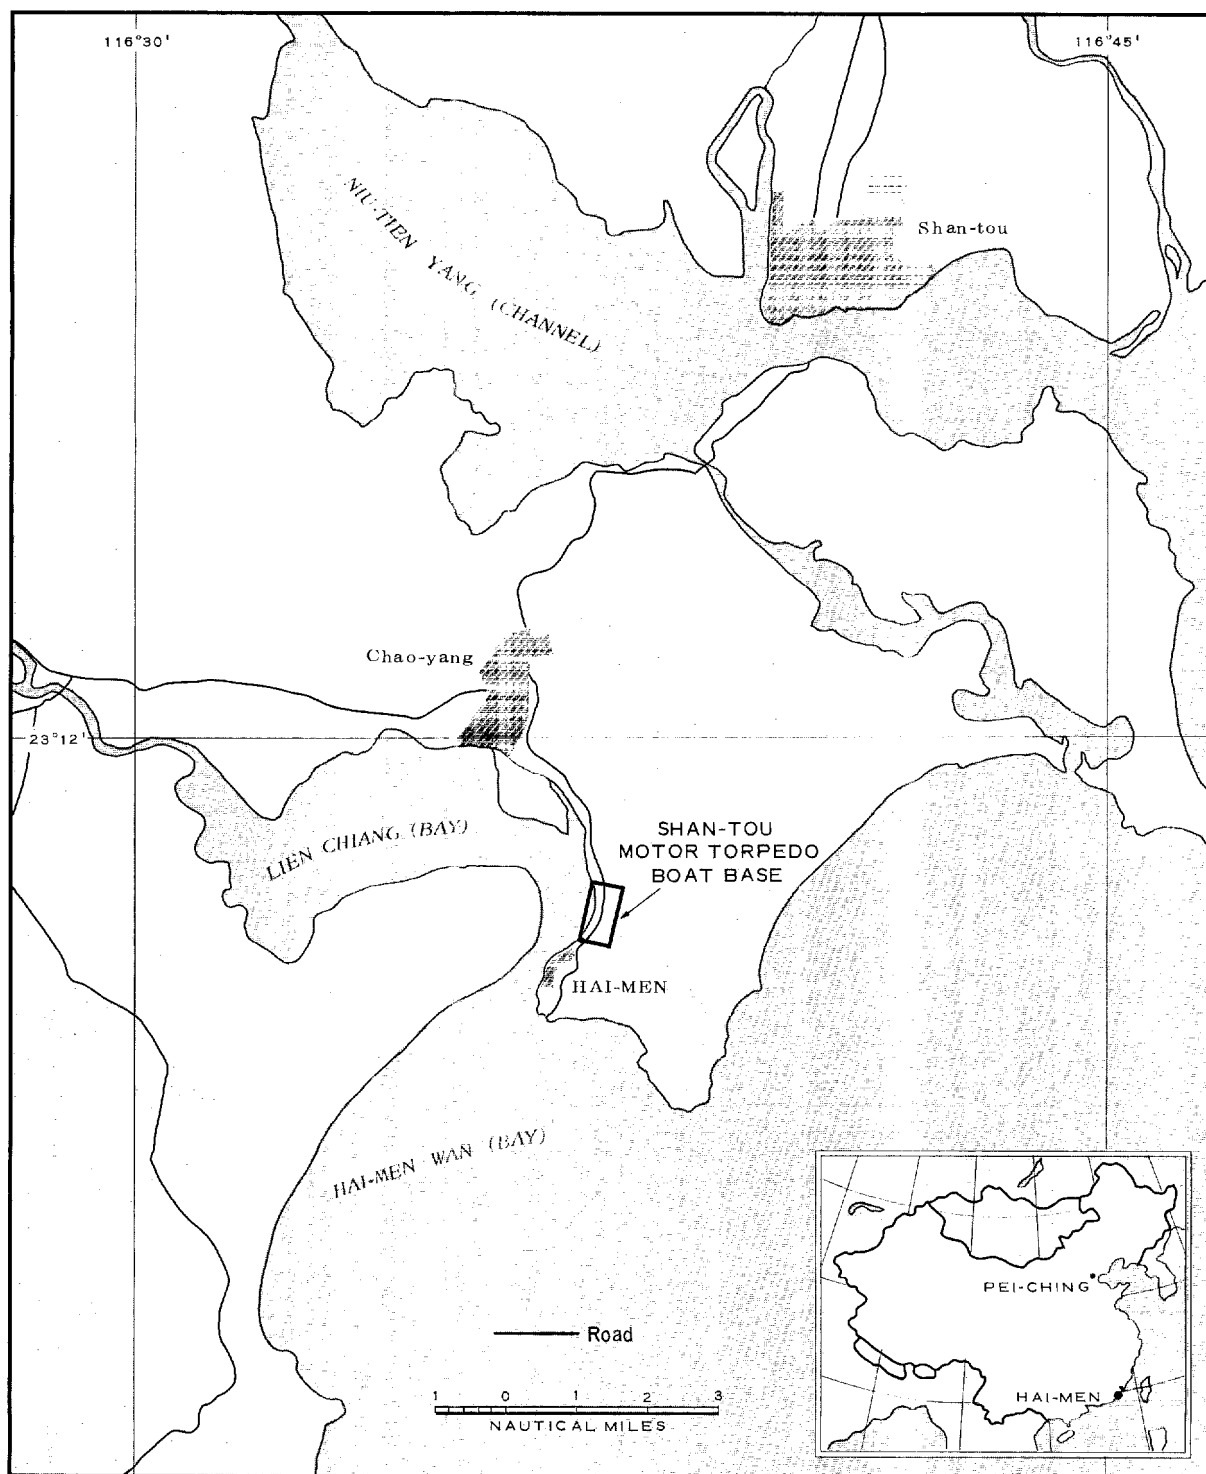 116°30'
116°45'
NIU-TIEN YANG (CHANNEL)
Shan-tou
Chao-yang
23°12'
LIEN CHIANG (BAY)
SHAN-TOU
MOTOR TORPEDO
BOAT BASE
HAI-MEN
HAI-MEN WAN (BAY)
PEI-CHING
HAI-MEN
Road
1 0 1 2 3
NAUTICAL MILES